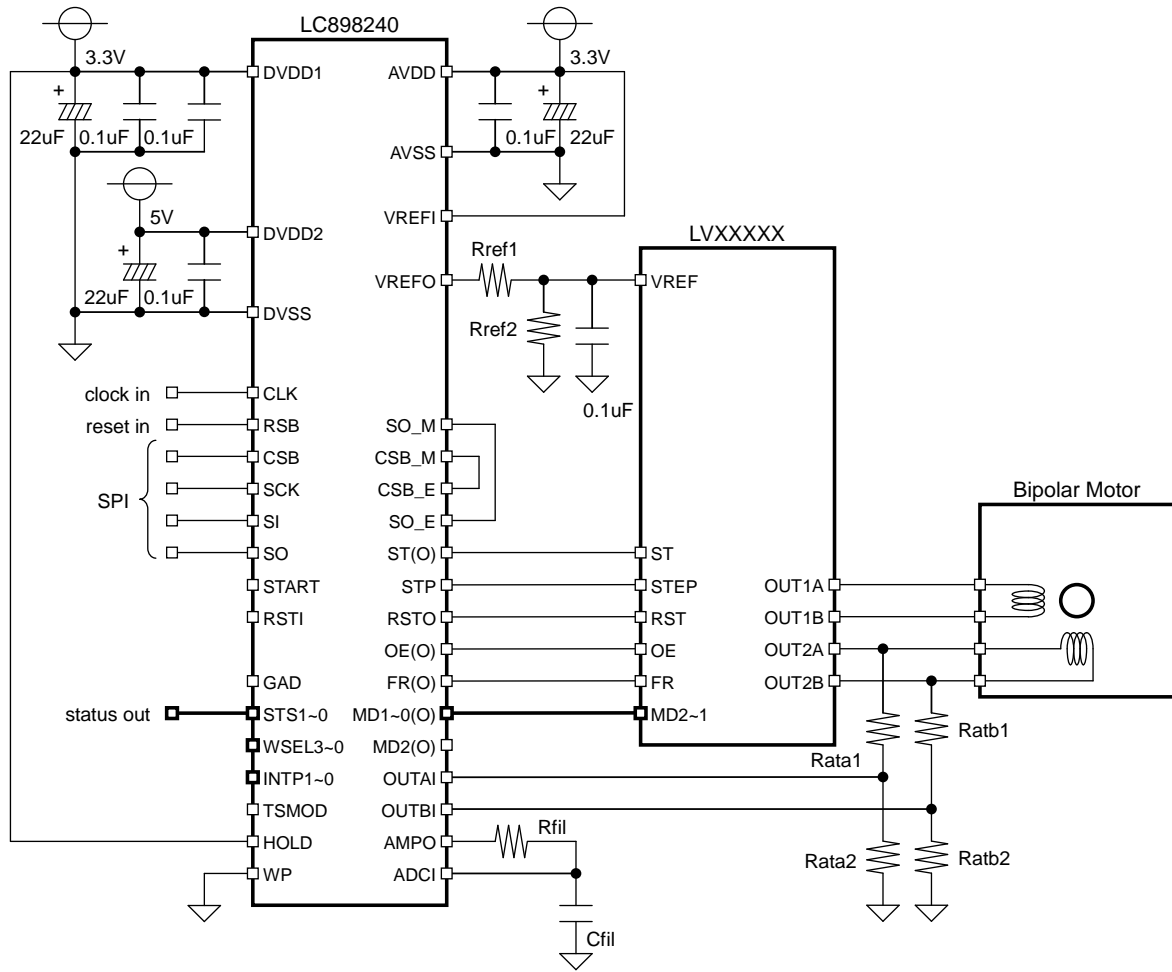 LC898240
3.3V
+
22uF
0.1uF
0.1uF
5V
+
22uF
0.1uF
DVDD1
DVDD2
DVSS
clock in
CLK
reset in
RSB
SPI
CSB
SCK
SI
SO
START
RSTI
GAD
status out
STS1~0
WSEL3~0
INTP1~0
TSMOD
HOLD
WP
AVDD
AVSS
VREFI
VREFO
SO_M
CSB_M
CSB_E
SO_E
ST(O)
STP
RSTO
OE(O)
FR(O)
MD1~0(O)
MD2(O)
OUTAI
OUTBI
AMPO
ADCI
3.3V
+
0.1uF
22uF
Rref1
Rref2
0.1uF
Rfil
Cfil
LVXXXXX
VREF
ST
STEP
RST
OE
FR
MD2~1
OUT1A
OUT1B
OUT2A
OUT2B
Bipolar Motor
Rata1
Ratb1
Rata2
Ratb2